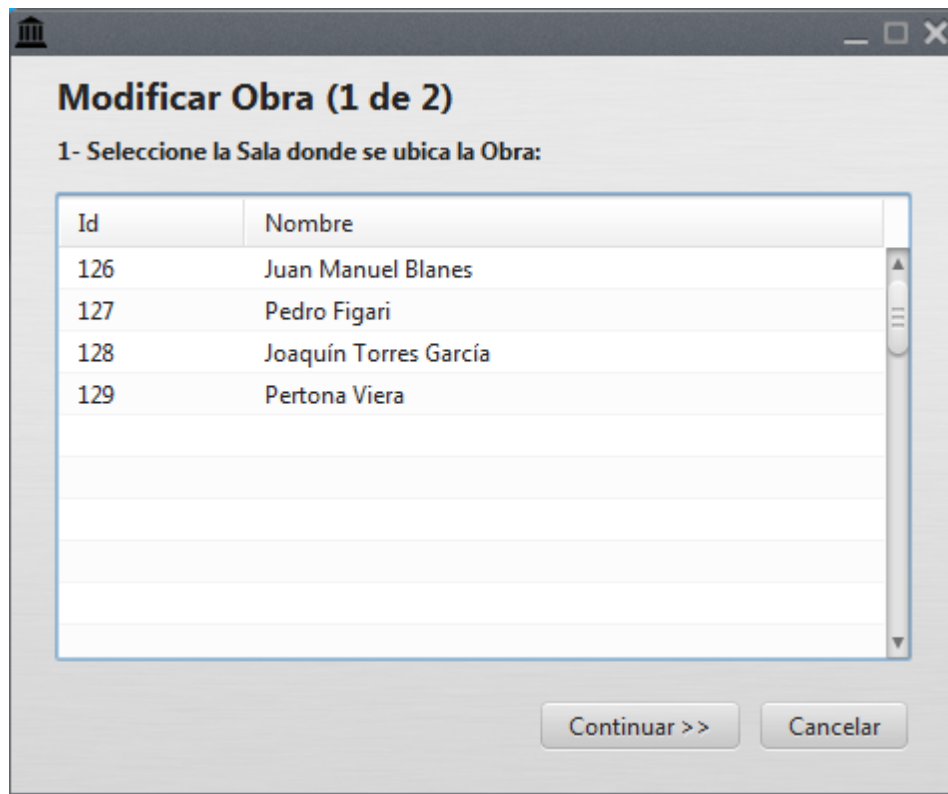 Modificar Obra (1 de 2)
1- Seleccione la Sala donde se ubica la Obra:
Id Nombre
126 Juan Manuel Blanes
127 Pedro Figari
128 Joaquín Torres García
129 Pertona Viera
Continuar >> Cancelar